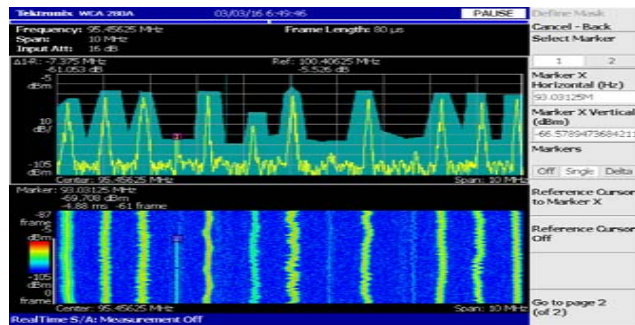 Tektronix WCA 280A 03/03/16 6:49:46 PAUSE
Define Mask
Frequency: 95.45625 MHz Frame Length: 80 µs
Span: 10 MHz
Input Att: 16 dB
Cancel - Back
Select Marker
1 2
Δ1-R: -7.375 MHz Ref: 100.40625 MHz
-61.053 dB -5.526 dB
-5
dBm
10
dB/
-105
dBm
Center: 95.45625 MHz Span: 10 MHz
Marker X
Horizontal (Hz)
93.03125M
Marker X Vertical
(dBm)
-66.5789473684211
Markers
Off Single Delta
Marker: 93.03125 MHz
-69.708 dBm
-4.88 ms -61 frame
-87
frame
-5
dBm
-105
dBm
0
frame
Center: 95.45625 MHz Span: 10 MHz
Reference Cursor
to Marker X
Reference Cursor
Off
Go to page 2
(of 2)
RealTime S/A: Measurement Off